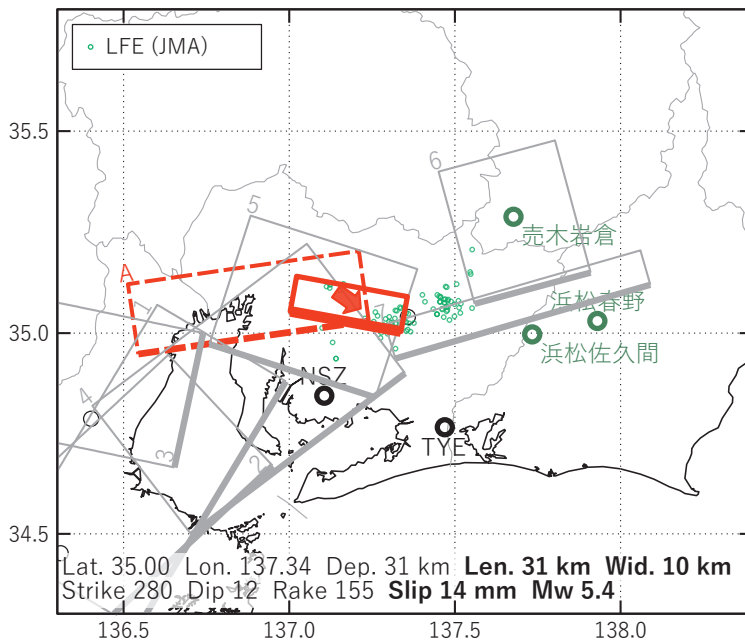 LFE (JMA)
35.5
6
売木岩倉
5
A
7
浜松春野
35.0
1
浜松佐久間
NSZ
4
TYE
3
2
34.5
Lat. 35.00 Lon. 137.34 Dep. 31 km Len. 31 km Wid. 10 km
Strike 280 Dip 12 Rake 155 Slip 14 mm Mw 5.4
136.5 137.0 137.5 138.0